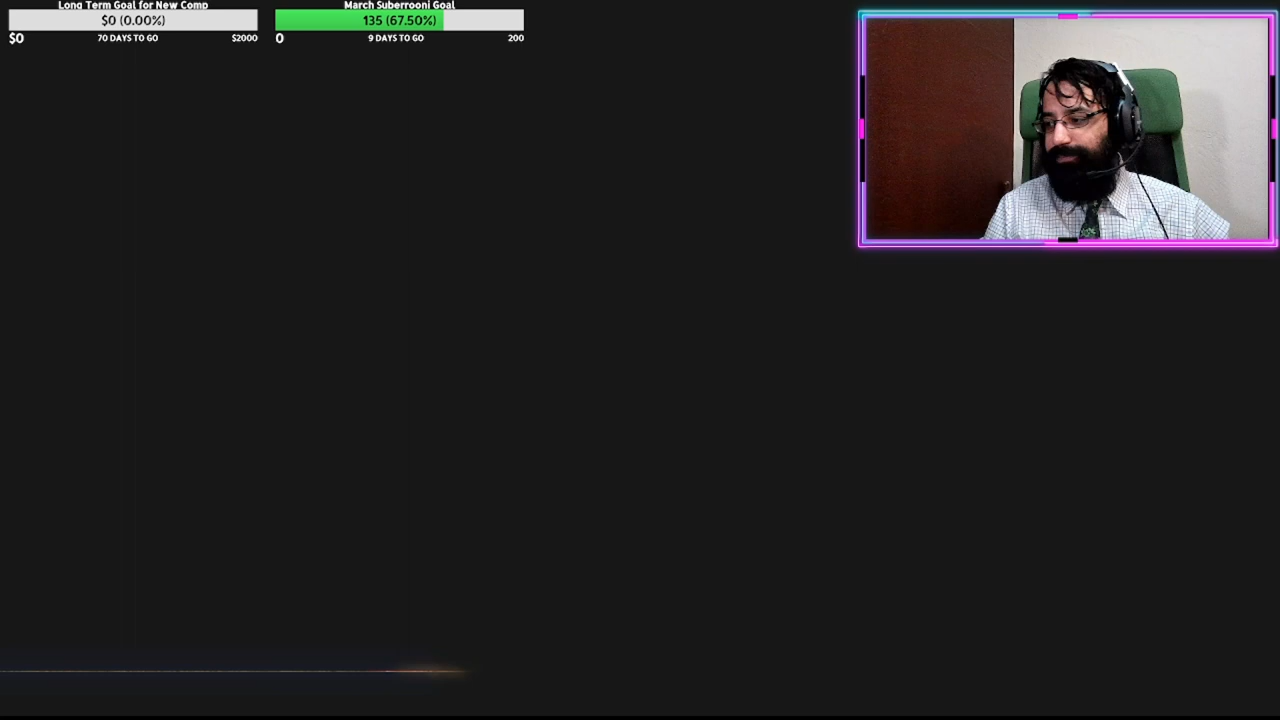 Long Term Goal for New Comp
$0 (0.00%)
$0 70 DAYS TO GO $2000
March Suberrooni Goal
135 (67.50%)
0 9 DAYS TO GO 200